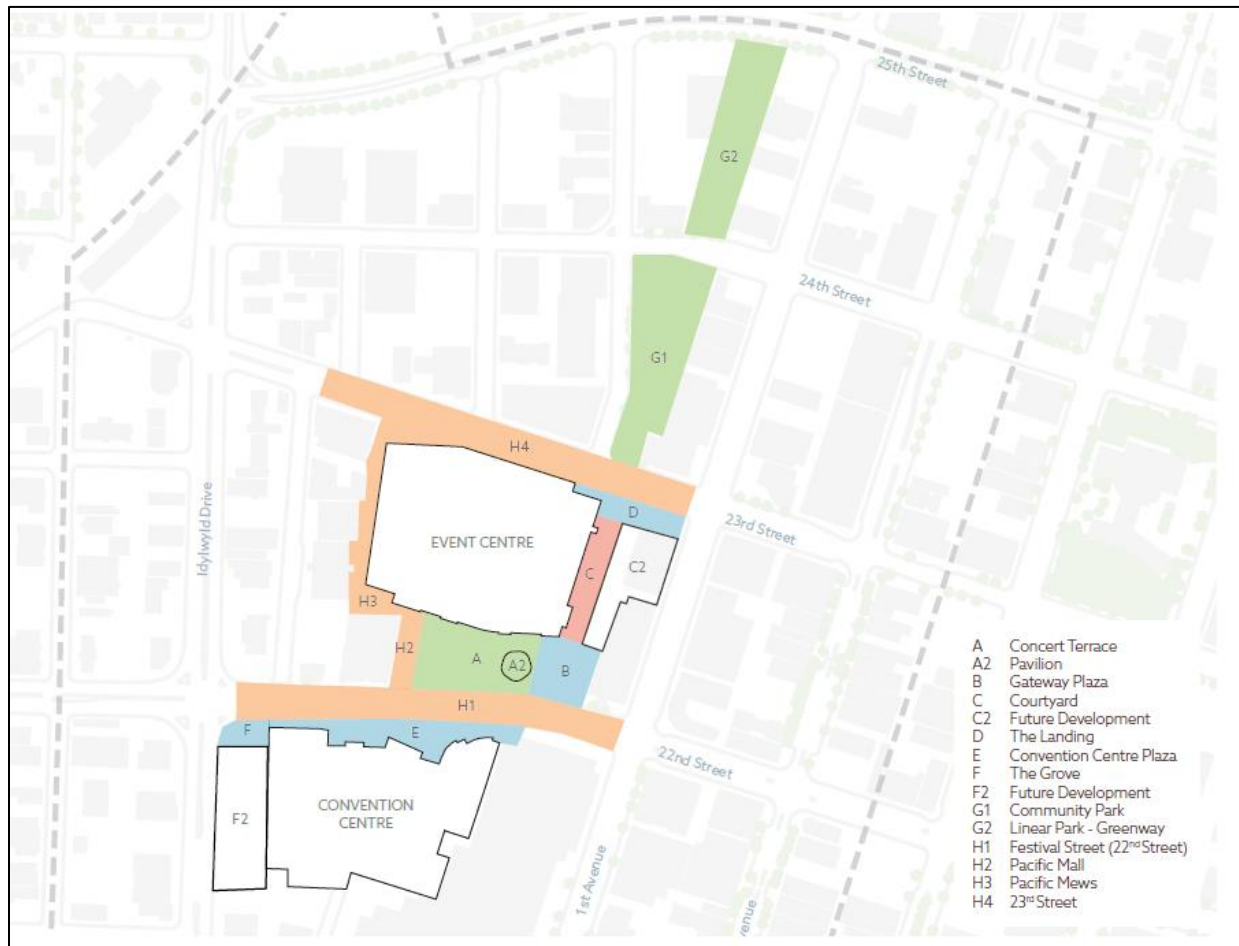 25th Street
G2
24th Street
G1
H4
Idylwyld Drive
D
23rd Street
EVENT CENTRE
C2
C
H3
H2
A
A2
B
H1
F
E
22nd Street
CONVENTION
CENTRE
F2
1st Avenue
venue
A Concert Terrace
A2 Pavilion
B Gateway Plaza
C Courtyard
C2 Future Development
D The Landing
E Convention Centre Plaza
F The Grove
F2 Future Development
G1 Community Park
G2 Linear Park - Greenway
H1 Festival Street (22nd Street)
H2 Pacific Mall
H3 Pacific Mews
H4 23rd Street